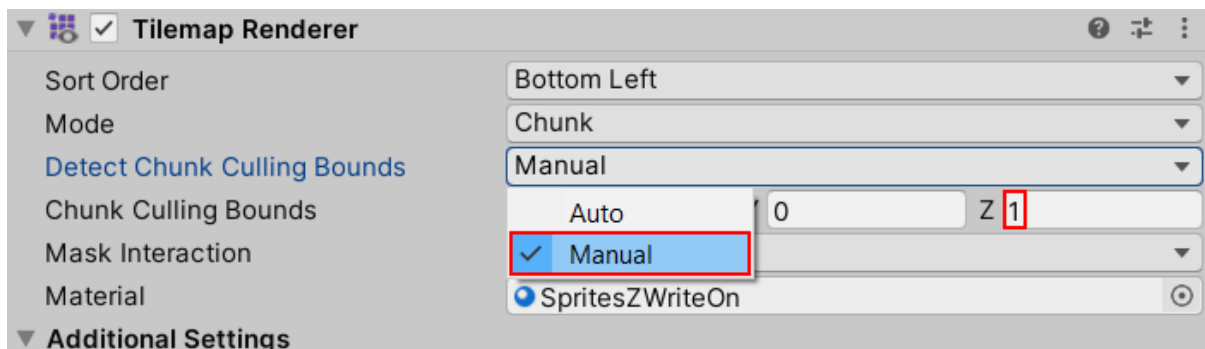 Tilemap Renderer
Sort Order Bottom Left
Mode Chunk
Detect Chunk Culling Bounds Manual
Chunk Culling Bounds 0 Z 1
Auto
Mask Interaction
Manual
Material SpritesZWriteOn
Additional Settings